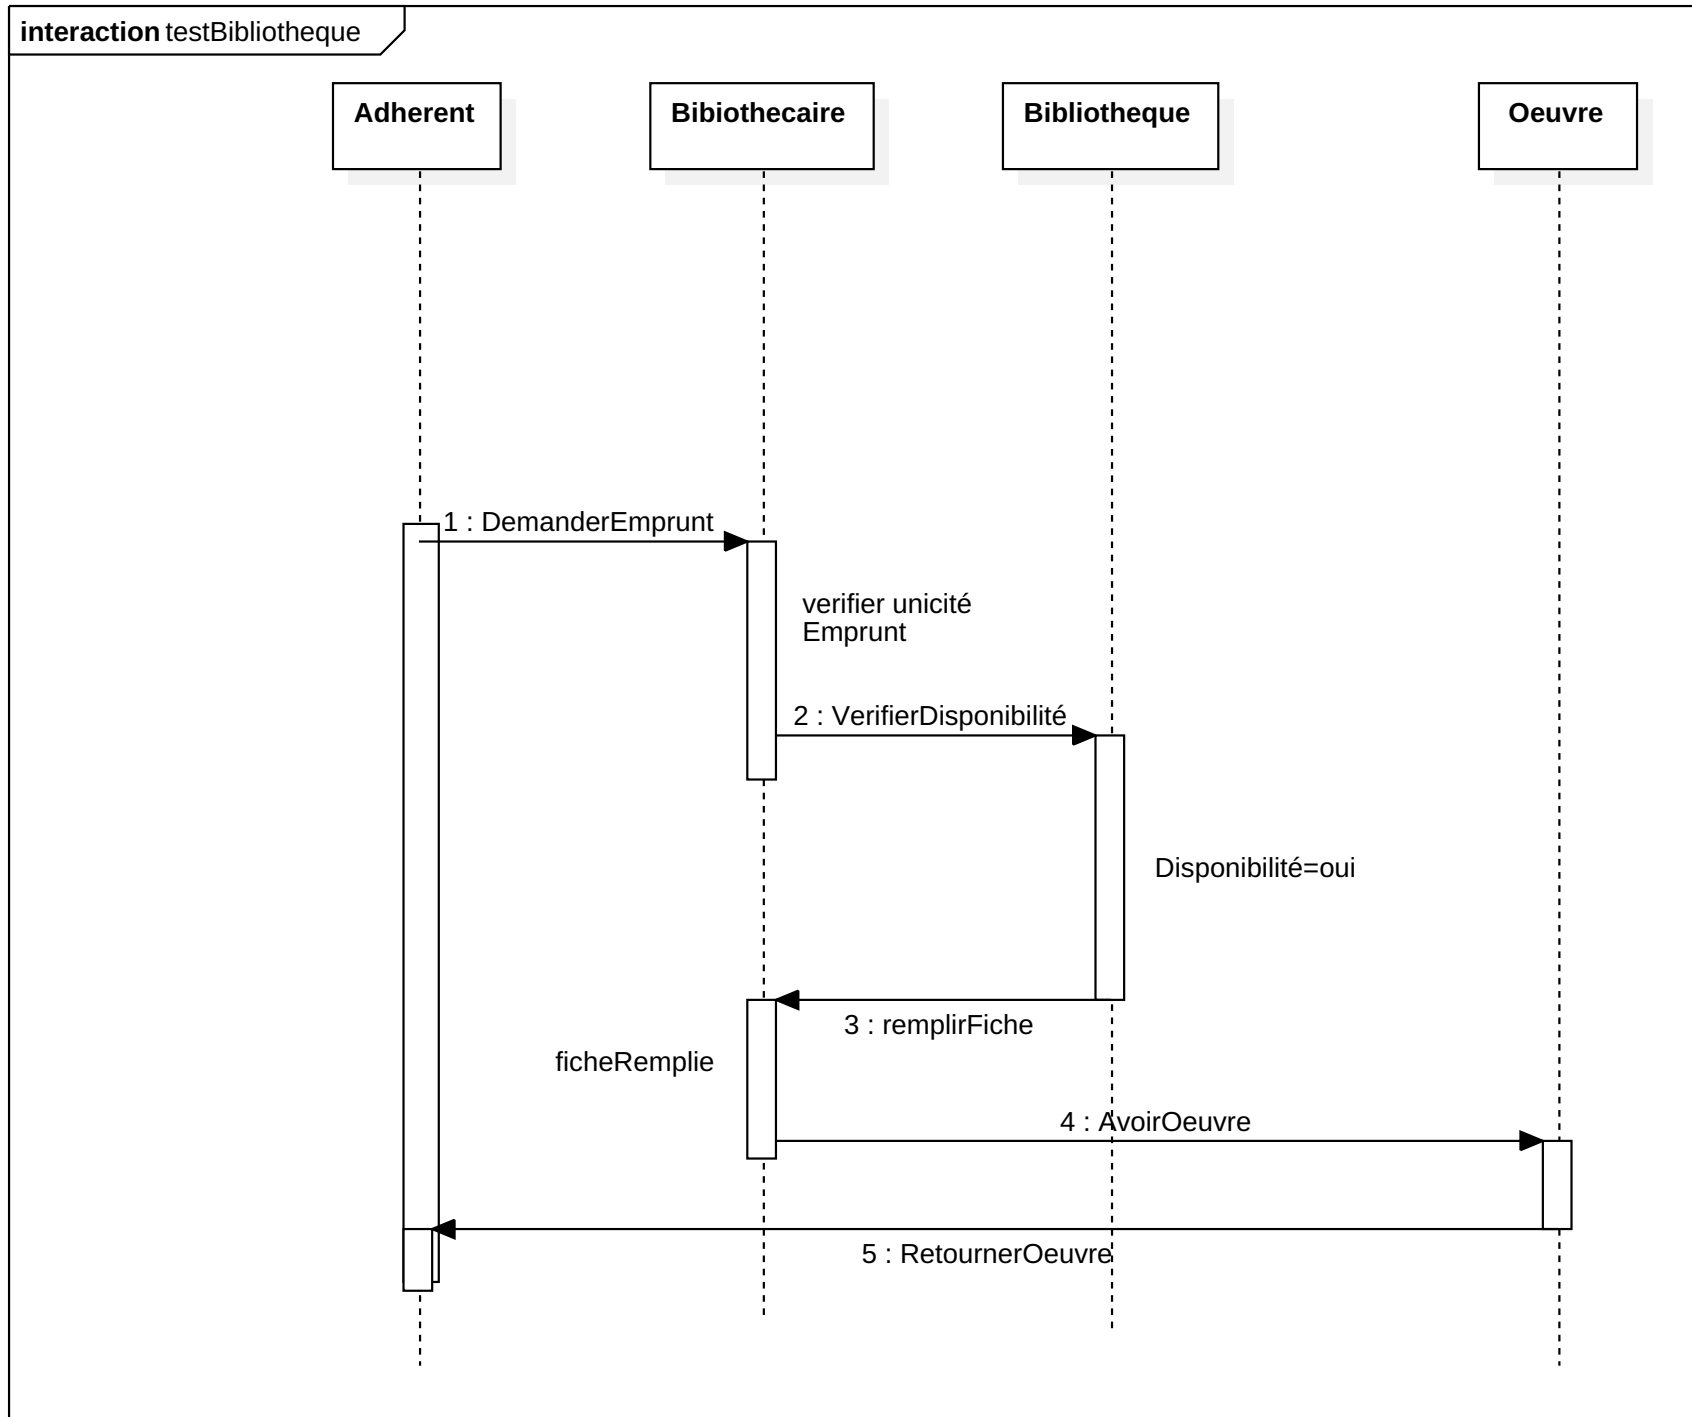 interaction testBibliotheque
Adherent
Bibiothecaire
Bibliotheque
Oeuvre
1 : DemanderEmprunt
verifier unicité
Emprunt
2 : VerifierDisponibilité
Disponibilité=oui
3 : remplirFiche
ficheRemplie
4 : AvoirOeuvre
5 : RetournerOeuvre